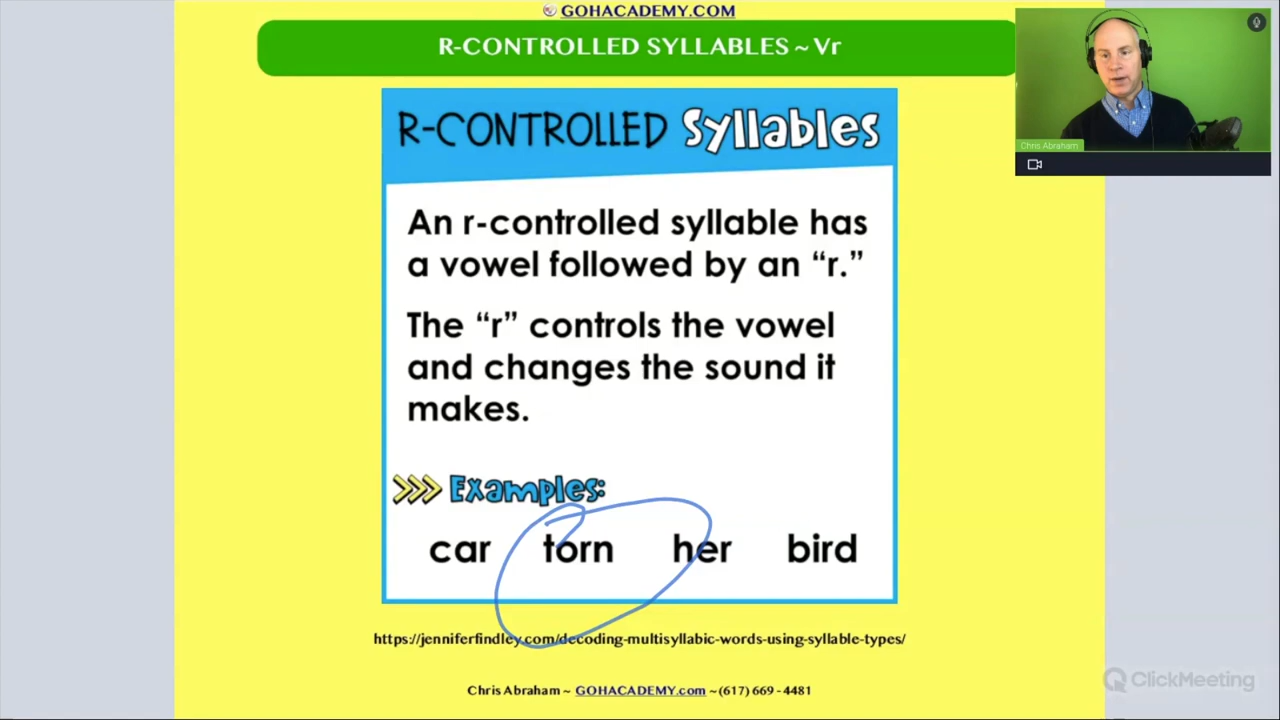 GOHACADEMY.COM
R-CONTROLLED SYLLABLES ~ Vr
R-CONTROLLED Syllables
An r-controlled syllable has
a vowel followed by an “r.”
The “r” controls the vowel
and changes the sound it
makes.
>>> Examples:
car torn her bird
https://jenniferfindley.com/decoding-multisyllabic-words-using-syllable-types/
Chris Abraham ~ GOHACADEMY.com ~(617) 669 - 4481
Chris Abraham
ClickMeeting